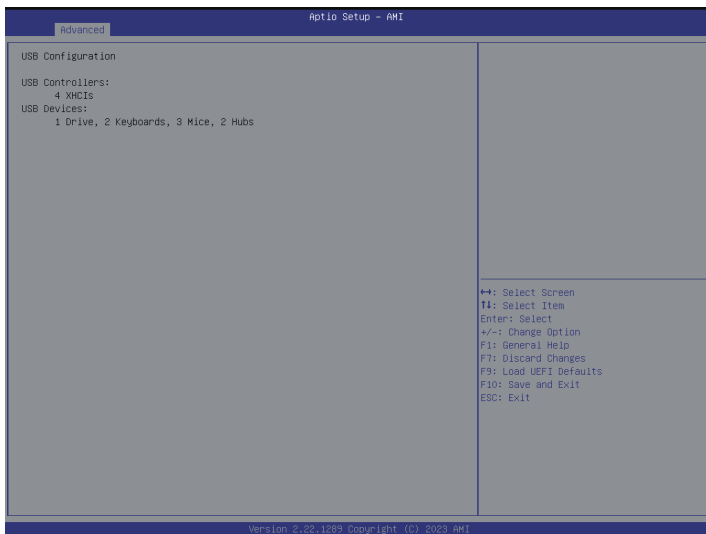 Aptio Setup – AMI
Advanced
USB Configuration
USB Controllers:
4 XHCIs
USB Devices:
1 Drive, 2 Keyboards, 3 Mice, 2 Hubs
↔: Select Screen
↑↓: Select Item
Enter: Select
+/-: Change Option
F1: General Help
F7: Discard Changes
F9: Load UEFI Defaults
F10: Save and Exit
ESC: Exit
Version 2.22.1289 Copyright (C) 2023 AMI